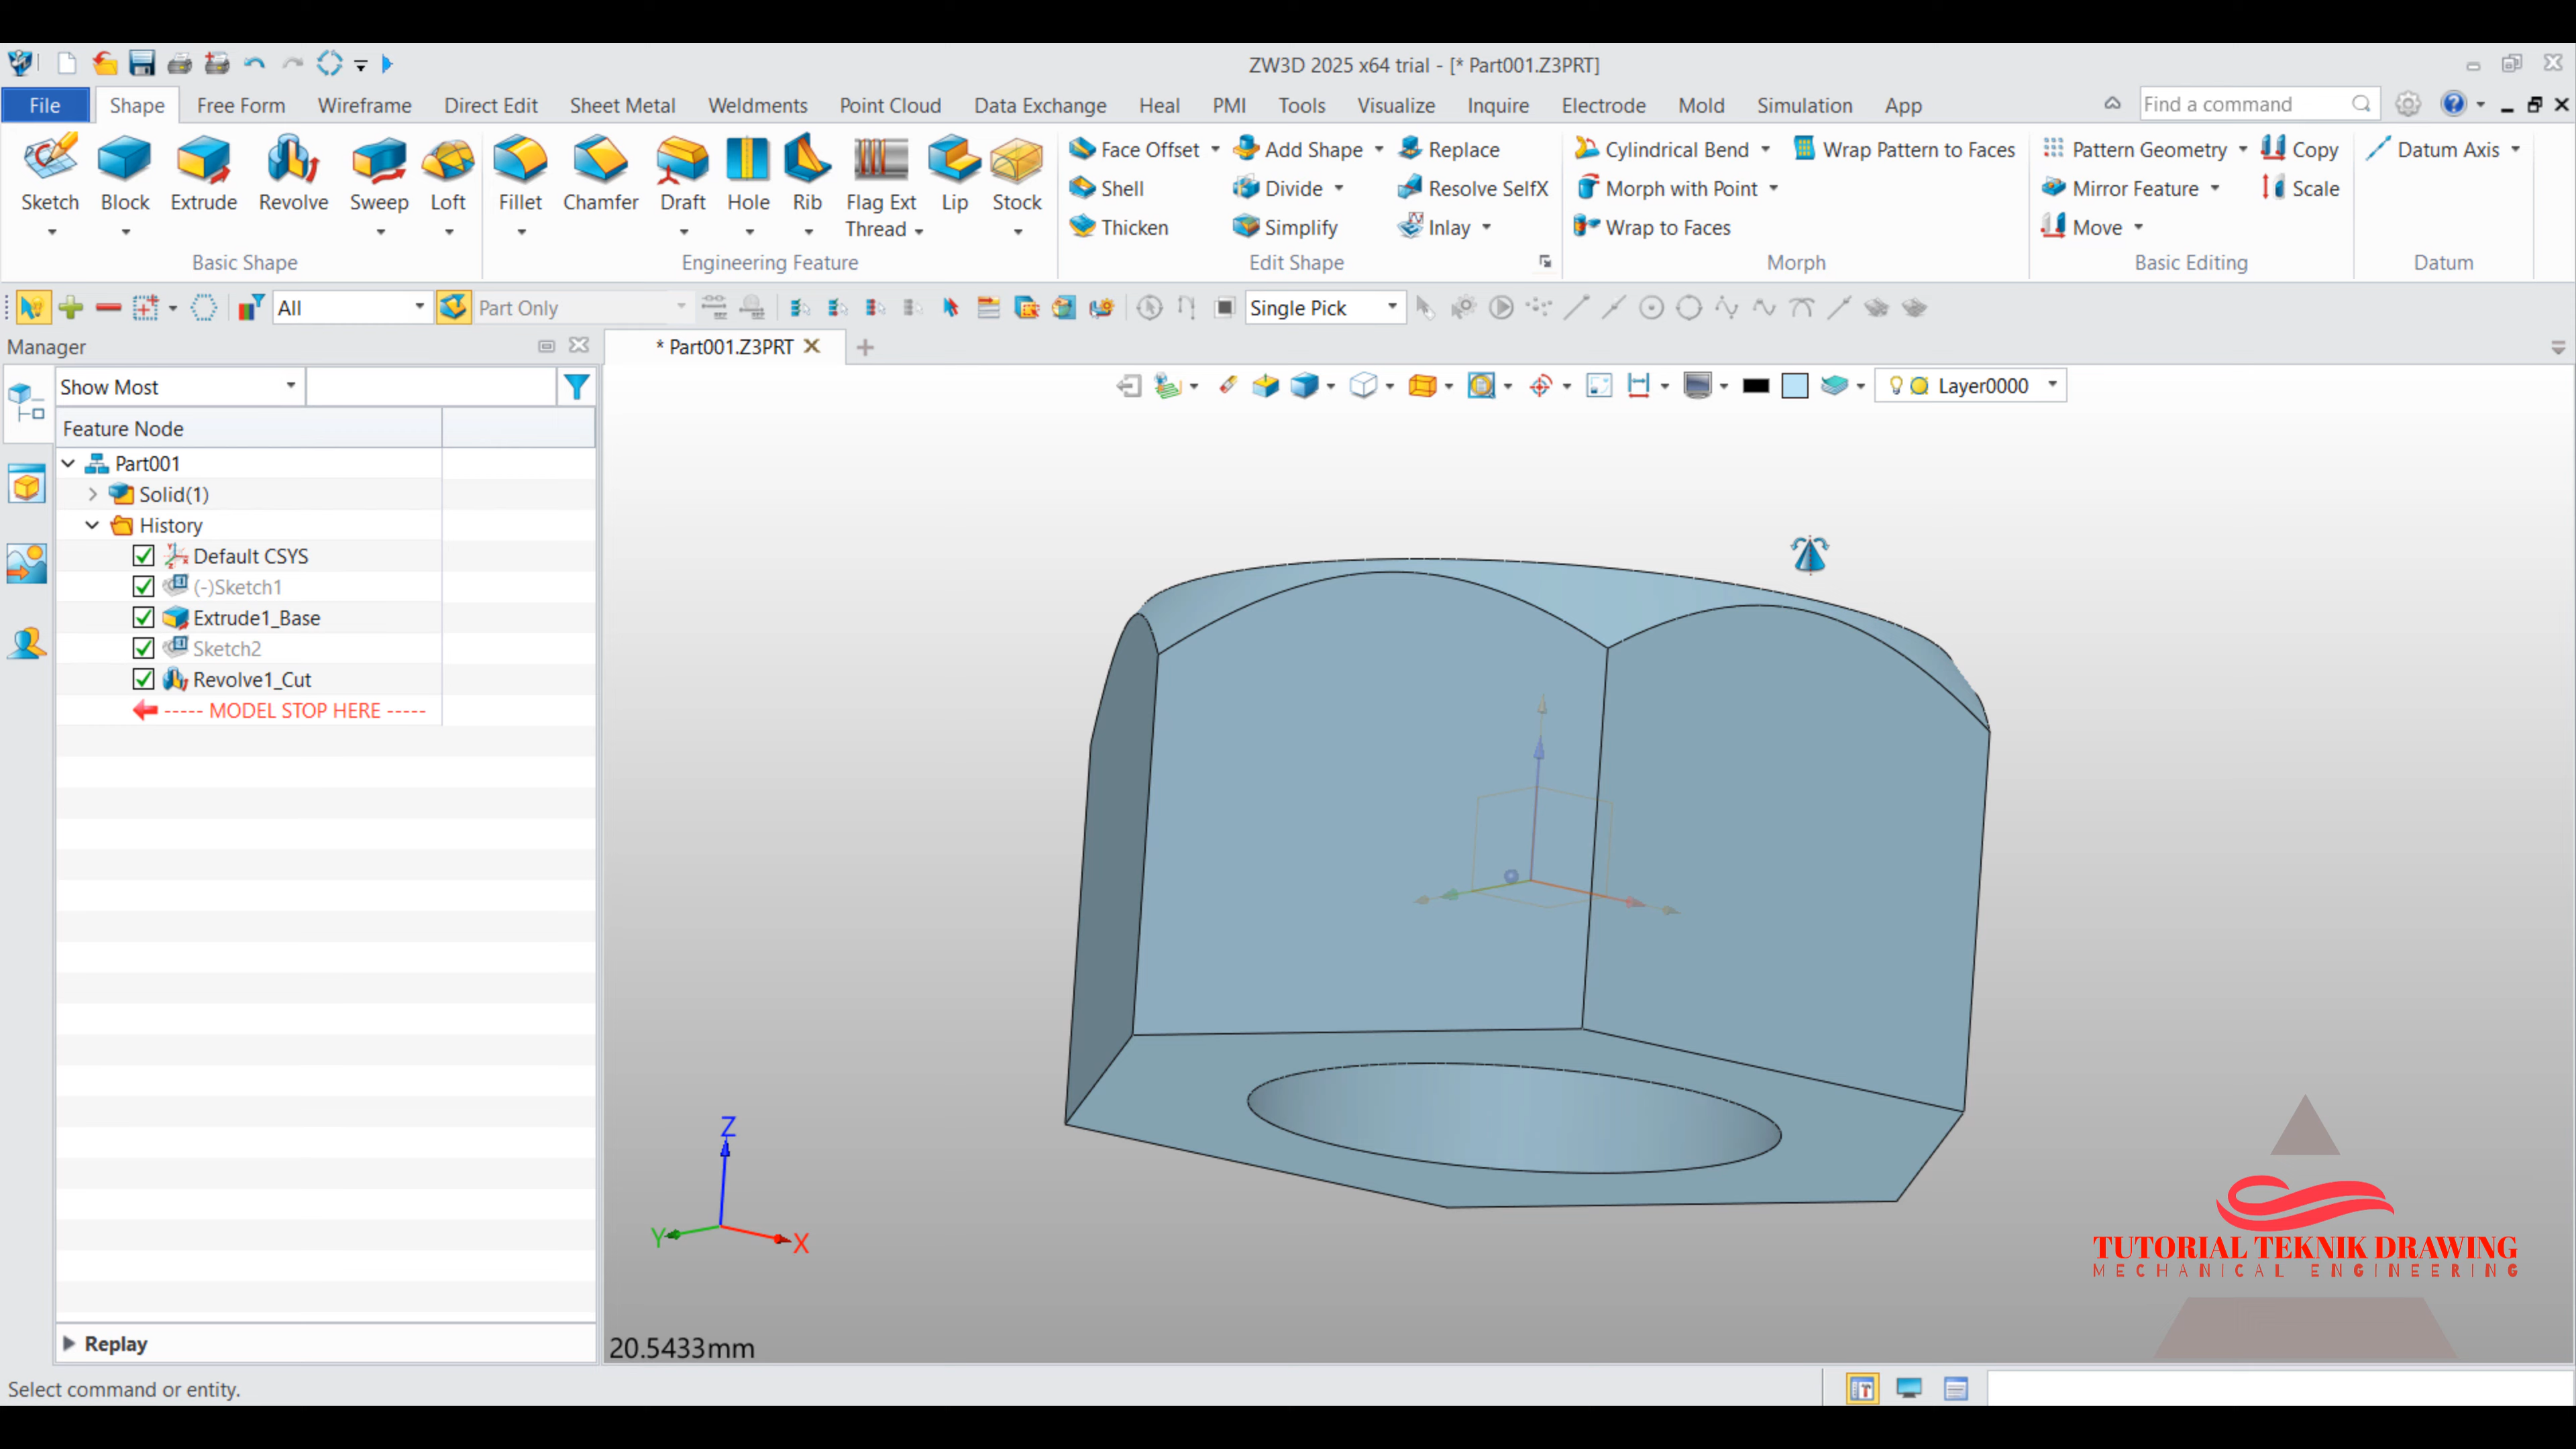 ZW3D 2025 x64 trial - [* Part001.Z3PRT]
File Shape Free Form Wireframe Direct Edit Sheet Metal Weldments Point Cloud Data Exchange Heal PMI Tools Visualize Inquire Electrode Mold Simulation App Find a command
Sketch Block Extrude Revolve Sweep Loft
Basic Shape
Fillet Chamfer Draft Hole Rib Flag Ext Thread Lip Stock
Engineering Feature
Face Offset Add Shape Replace
Shell Divide Resolve SelfX
Thicken Simplify Inlay
Edit Shape
Cylindrical Bend Wrap Pattern to Faces
Morph with Point
Wrap to Faces
Morph
Pattern Geometry Copy
Mirror Feature Scale
Move
Basic Editing
Datum Axis
Datum
All Part Only Single Pick
Manager
* Part001.Z3PRT
Show Most
Layer0000
Feature Node
Part001
Solid(1)
History
Default CSYS
(-)Sketch1
Extrude1_Base
Sketch2
Revolve1_Cut
----- MODEL STOP HERE -----
Z
Y
X
TUTORIAL TEKNIK DRAWING
MECHANICAL ENGINEERING
Replay
20.5433mm
Select command or entity.